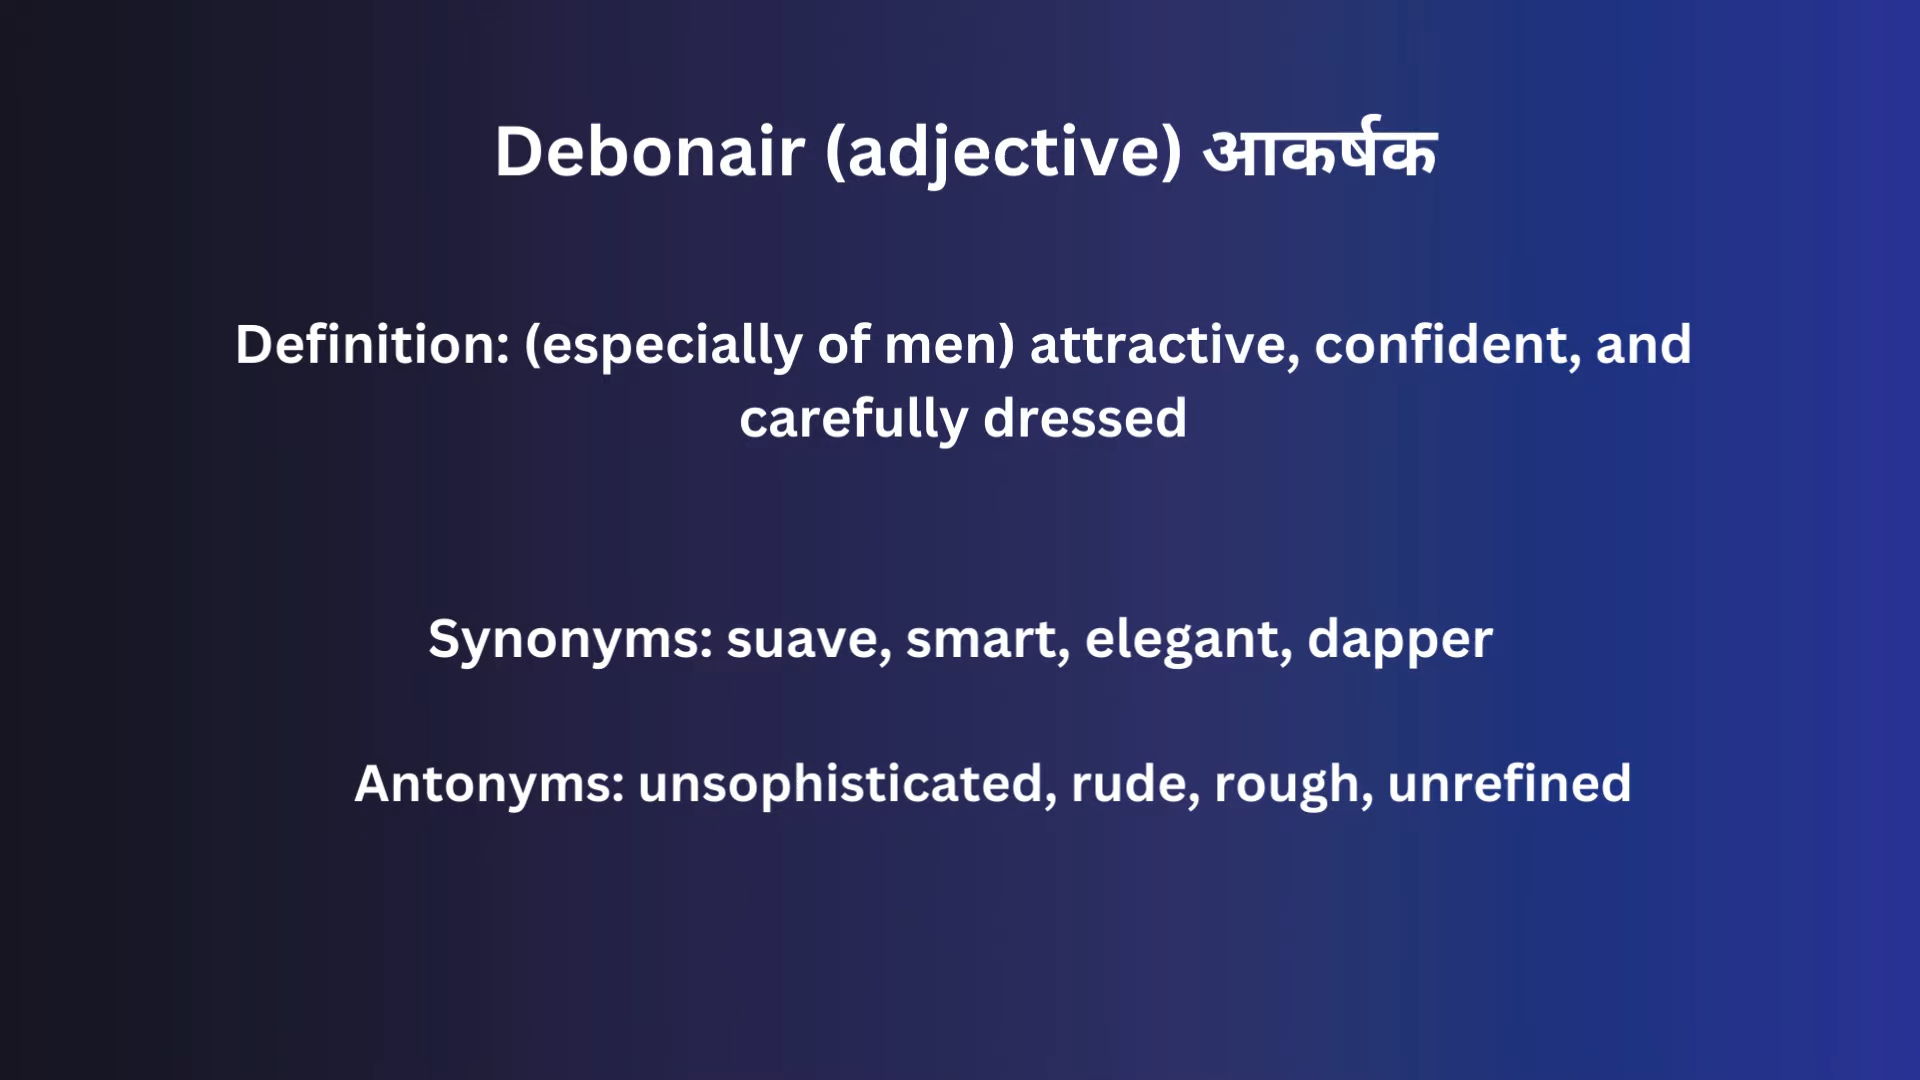 Debonair (adjective) आकर्षक
Definition: (especially of men) attractive, confident, and
carefully dressed
Synonyms: suave, smart, elegant, dapper
Antonyms: unsophisticated, rude, rough, unrefined